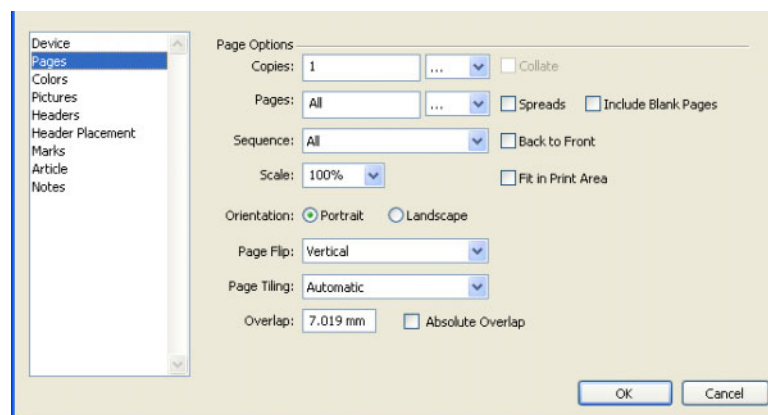 Device
Pages
Colors
Pictures
Headers
Header Placement
Marks
Article
Notes
Page Options
Copies: 1 ... Collate
Pages: All ... Spreads Include Blank Pages
Sequence: All Back to Front
Scale: 100% Fit in Print Area
Orientation: Portrait Landscape
Page Flip: Vertical
Page Tiling: Automatic
Overlap: 7.019 mm Absolute Overlap
OK Cancel